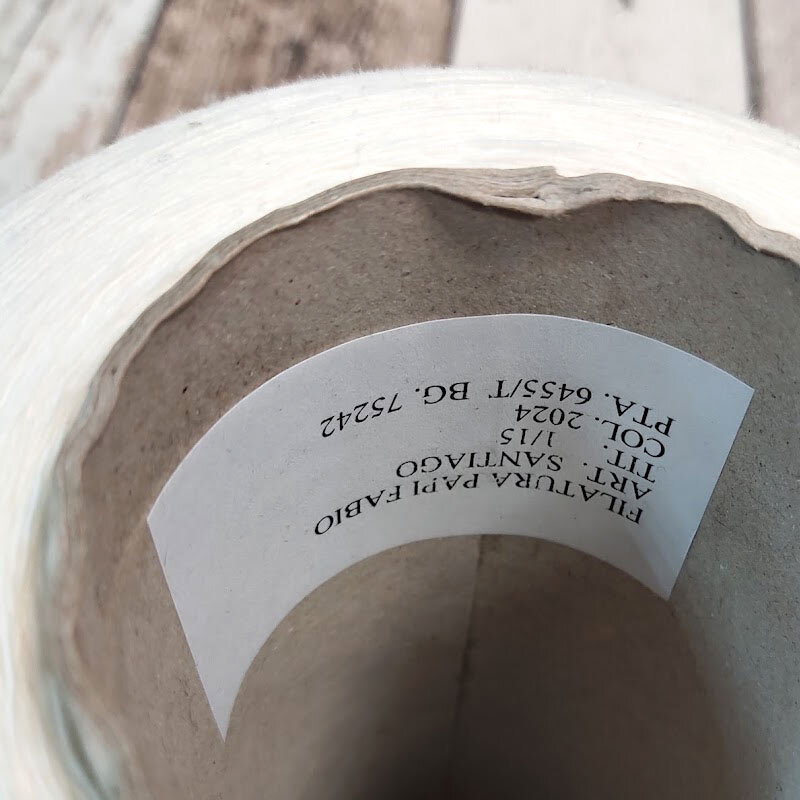 FILATURA PAPI FABIO
ART. SANTIAGO
TIT. 1/15
COL. 2024
PTA. 6455/T BG. 75242